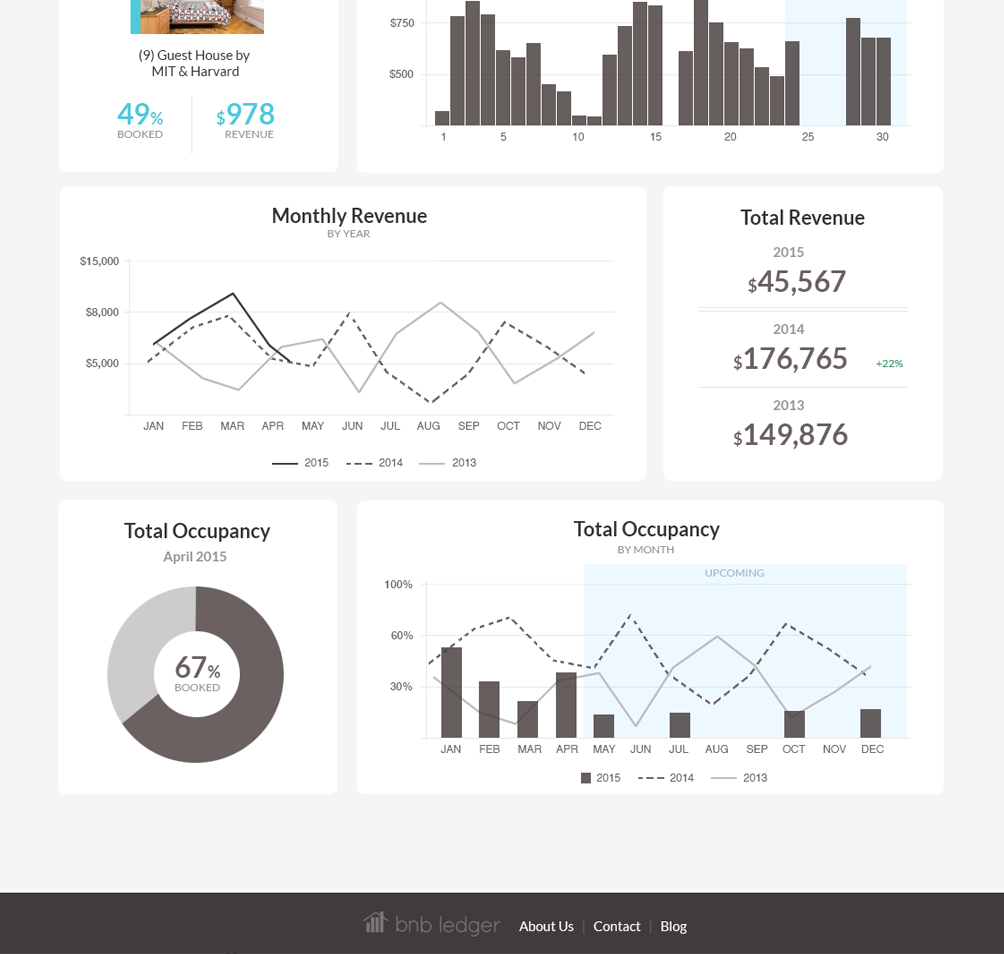 (9) Guest House by
MIT & Harvard
49%
BOOKED
$978
REVENUE
$750
$500
1 5 10 15 20 25 30
Monthly Revenue
BY YEAR
$15,000
$8,000
$5,000
JAN FEB MAR APR MAY JUN JUL AUG SEP OCT NOV DEC
2015 2014 2013
Total Revenue
2015
$45,567
2014
$176,765 +22%
2013
$149,876
Total Occupancy
April 2015
67%
BOOKED
Total Occupancy
BY MONTH
UPCOMING
100%
60%
30%
JAN FEB MAR APR MAY JUN JUL AUG SEP OCT NOV DEC
2015 2014 2013
bnb ledger About Us | Contact | Blog